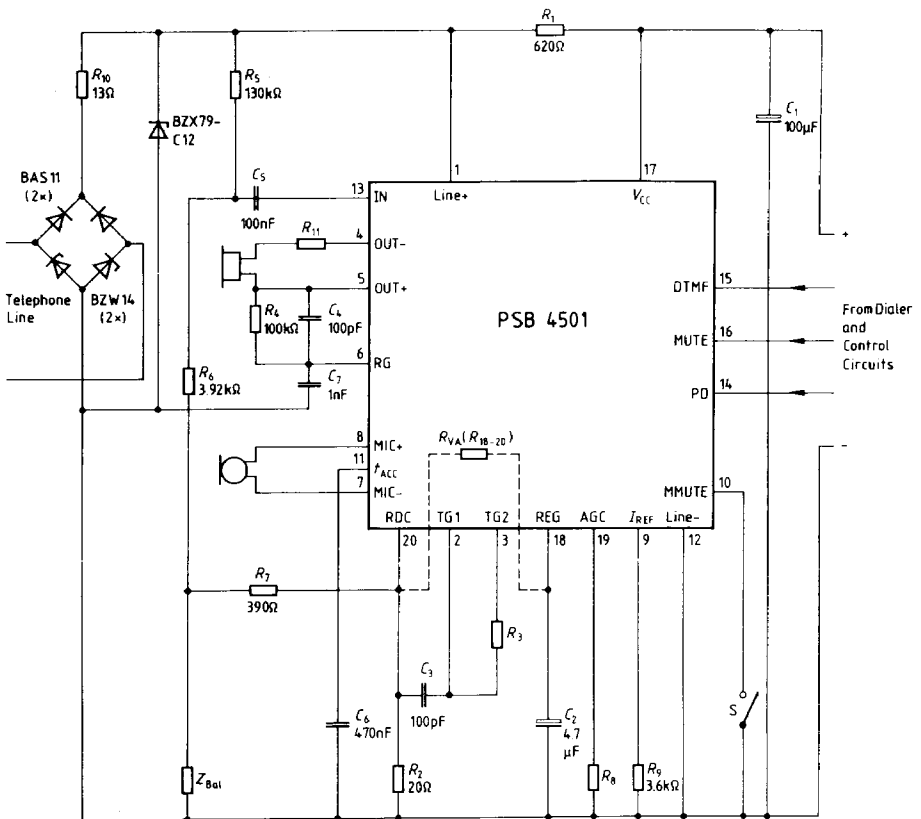 R1
620Ω
R10
13Ω
R5
130kΩ
BZX79-
C12
C1
100μF
BAS11
(2×)
C5
100nF
1
Line+
17
VCC
13
IN
R11
4
OUT-
5
OUT+
Telephone
Line
BZW14
(2×)
R4
100kΩ
C4
100pF
6
RG
C7
1nF
R6
3.92kΩ
PSB 4501
+
DTMF
15
MUTE
16
PD
14
From Dialer
and
Control
Circuits
-
8
MIC+
11
tACC
7
MIC-
RVA(R18-20)
MMUTE
10
RDC
TG1
TG2
REG
AGC
IREF
Line-
20
2
3
18
19
9
12
R7
390Ω
R3
C3
100pF
C6
470nF
C2
4.7
μF
S
ZBal
R2
20Ω
R8
R9
3.6kΩ